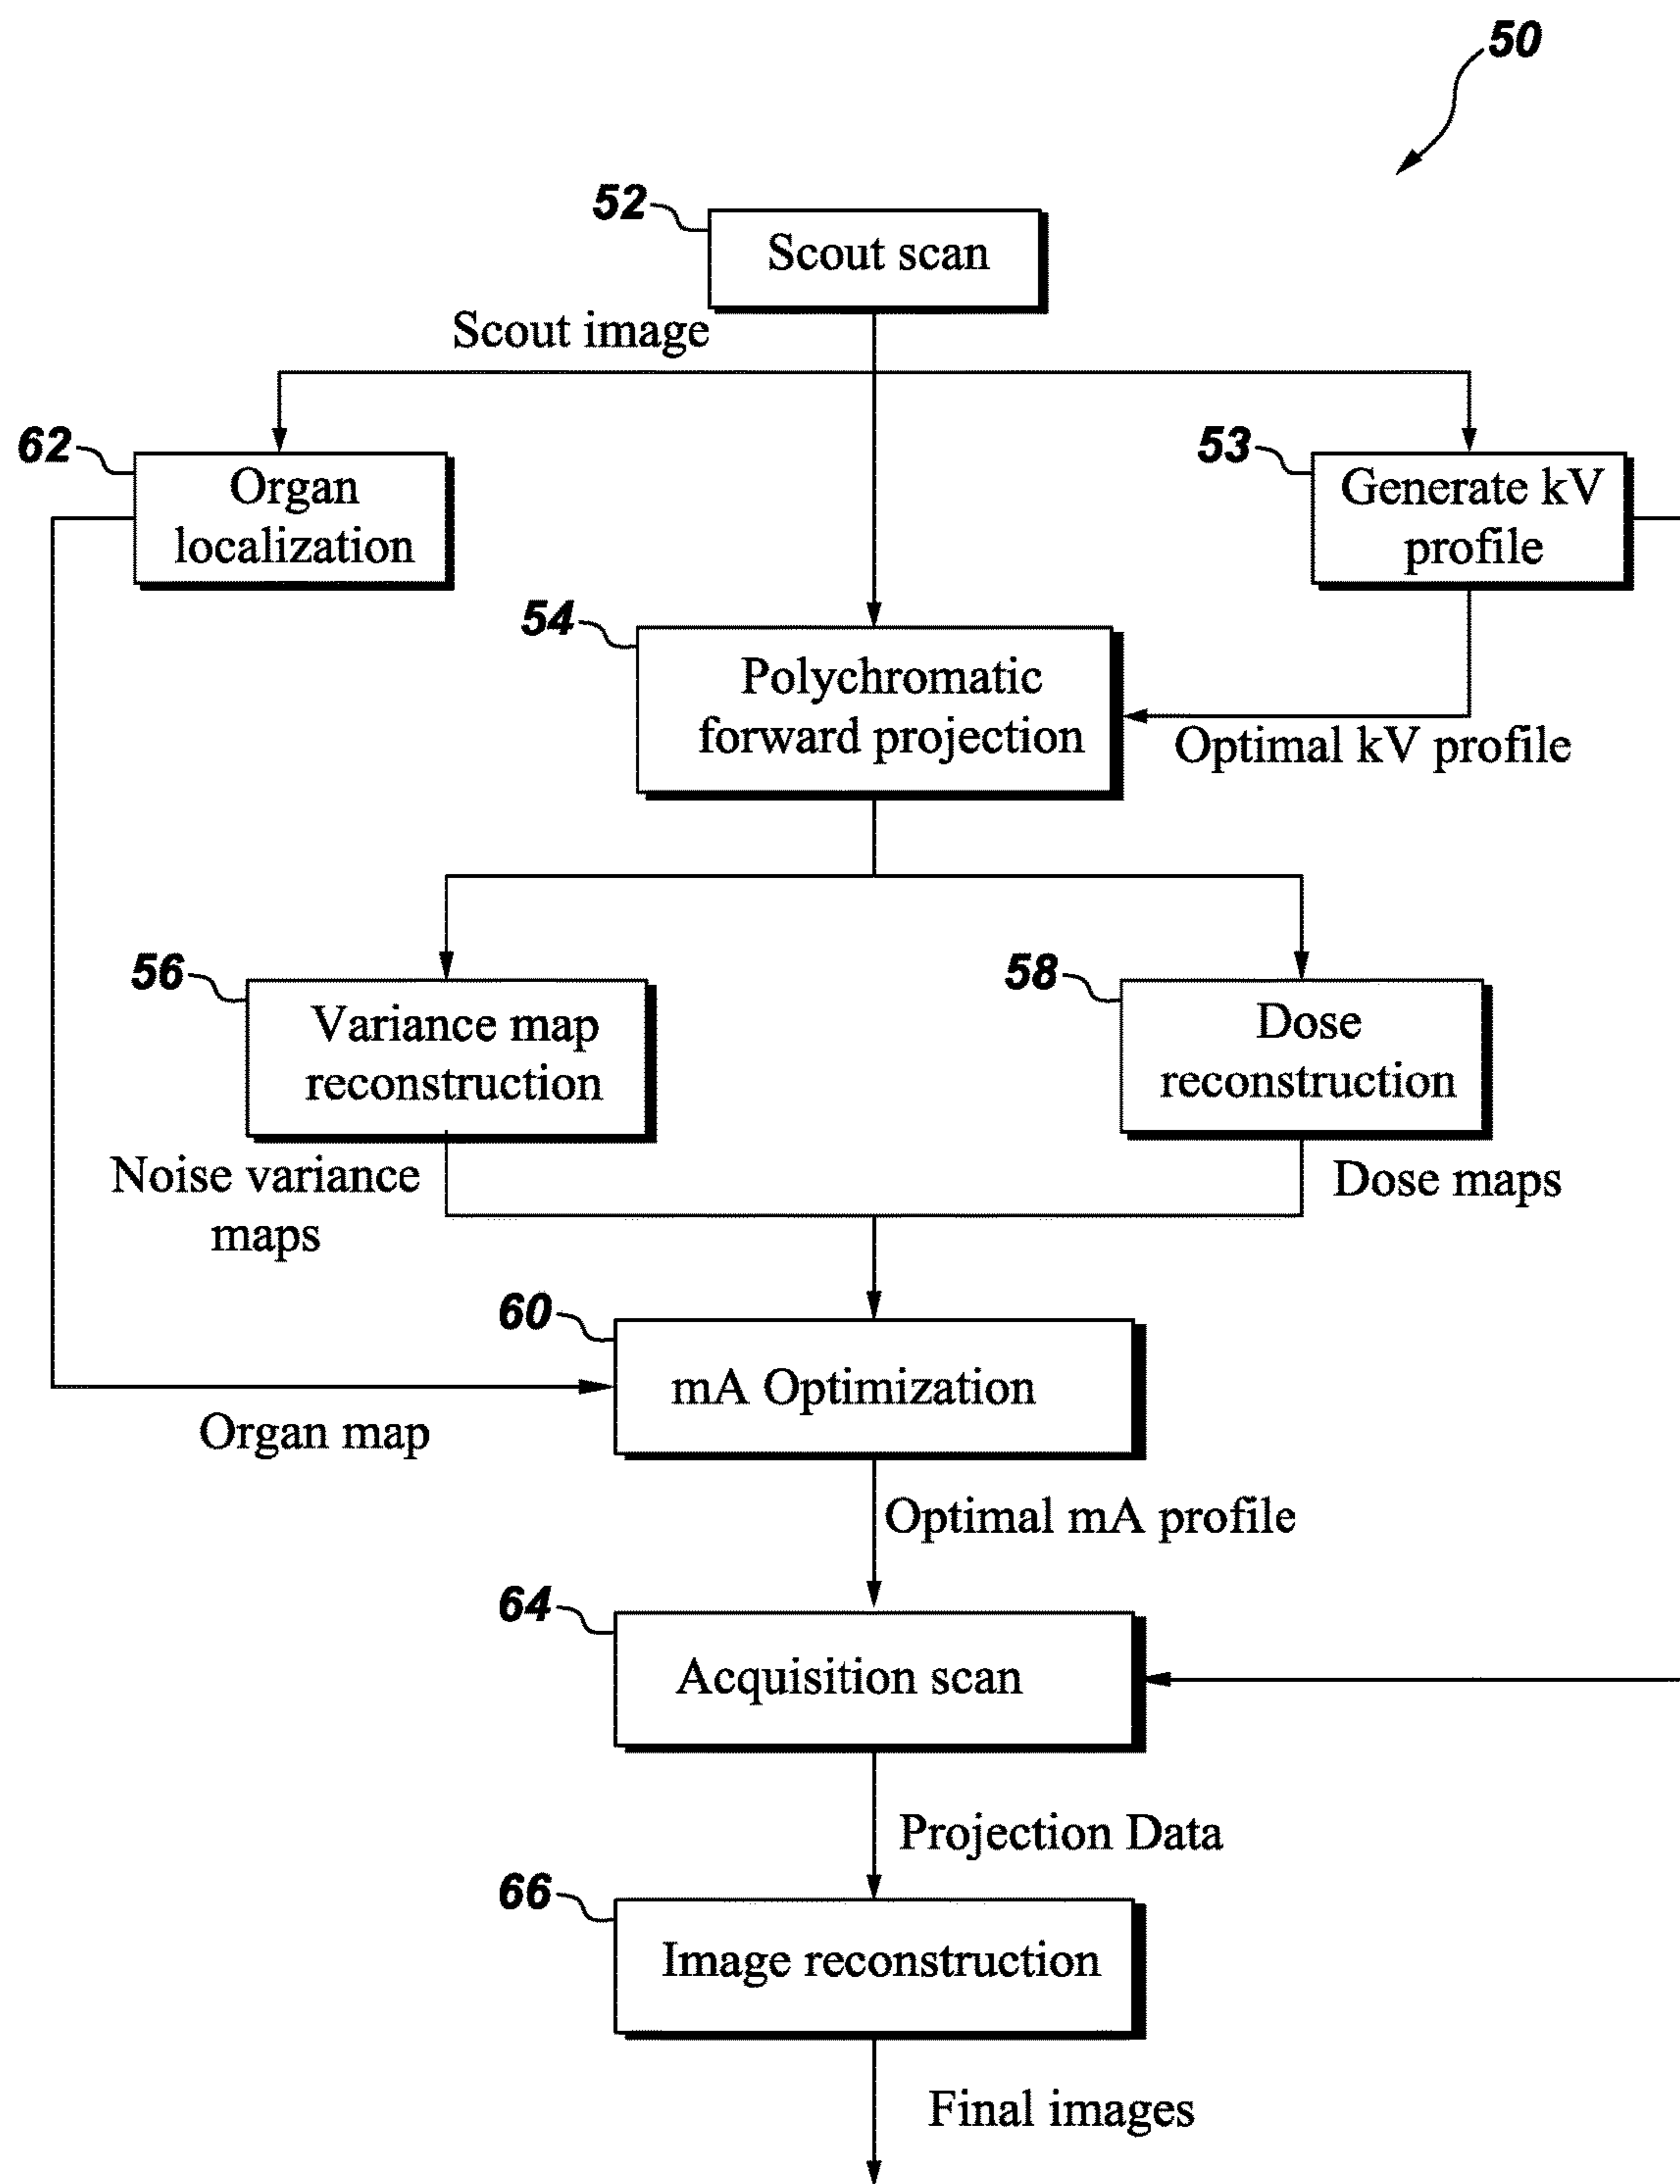 50
52
Scout scan
Scout image
62
Organ
localization
53
Generate kV
profile
54
Polychromatic
forward projection
Optimal kV profile
56
Variance map
reconstruction
58
Dose
reconstruction
Noise variance
maps
Dose maps
60
mA Optimization
Organ map
Optimal mA profile
64
Acquisition scan
Projection Data
66
Image reconstruction
Final images